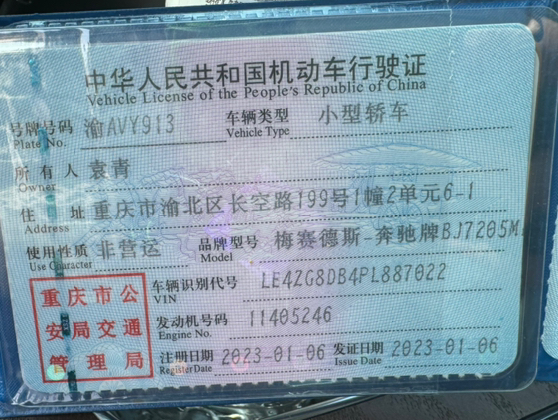 中华人民共和国机动车行驶证
Vehicle License of the People's Republic of China
号牌号码 渝AVY913 车辆类型 小型轿车
Plate No. Vehicle Type
所有人 袁青
Owner
住址 重庆市渝北区长空路199号1幢2单元6-1
Address
使用性质 非营运 品牌型号 梅赛德斯-奔驰牌BJ7205M
Use Character Model
重庆市公
安局交通
管理局
车辆识别代号 LE4ZG8DB4PL887022
VIN
发动机号码 11405246
Engine No.
注册日期 2023-01-06 发证日期 2023-01-06
RegisterDate Issue Date